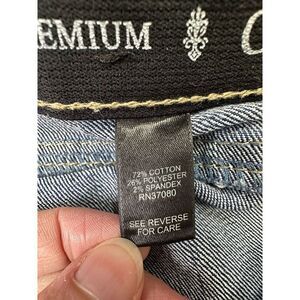 EMIUM
72% COTTON
26% POLYESTER
2% SPANDEX
RN37080
SEE REVERSE
FOR CARE